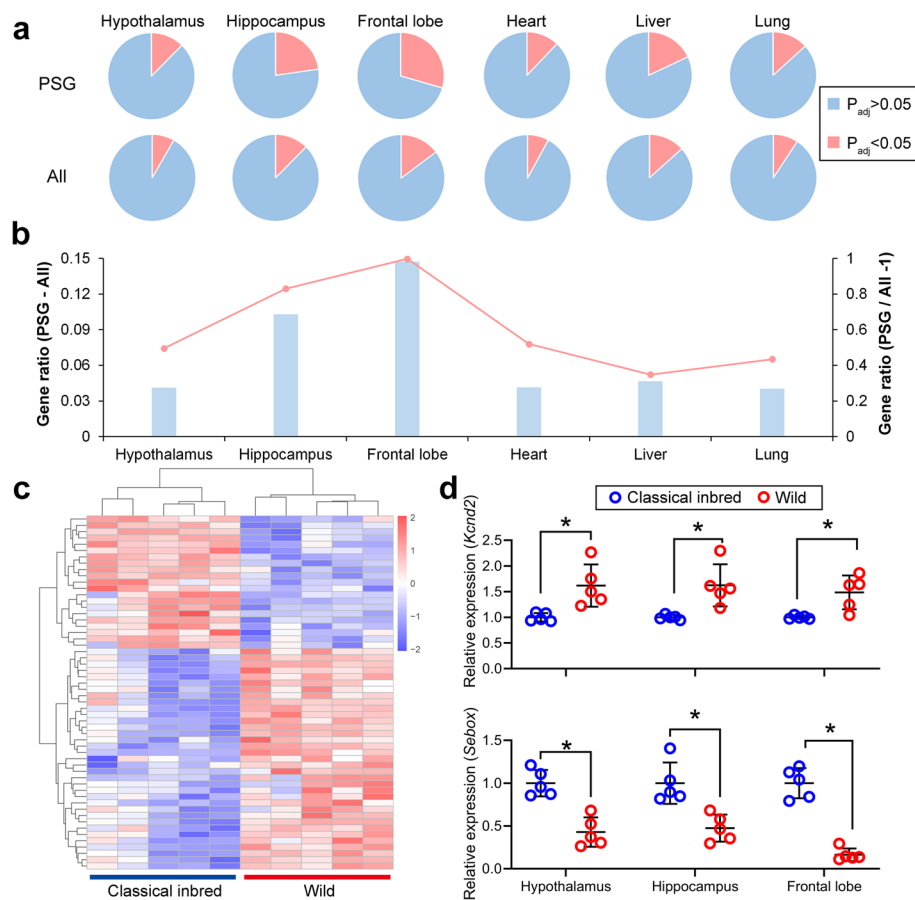 a
Hypothalamus Hippocampus Frontal lobe Heart Liver Lung
PSG
All
Padj>0.05
Padj<0.05
b
Gene ratio (PSG - All)
0.15
0.12
0.09
0.06
0.03
0
Gene ratio (PSG / All -1)
1
0.8
0.6
0.4
0.2
0
Hypothalamus Hippocampus Frontal lobe Heart Liver Lung
c
2
1
0
−1
−2
Classical inbred Wild
d
Classical inbred Wild
Relative expression (Kcnd2)
2.5
2.0
1.5
1.0
0.5
0.0
* * *
Relative expression (Sebox)
1.5
1.0
0.5
0.0
* * *
Hypothalamus Hippocampus Frontal lobe